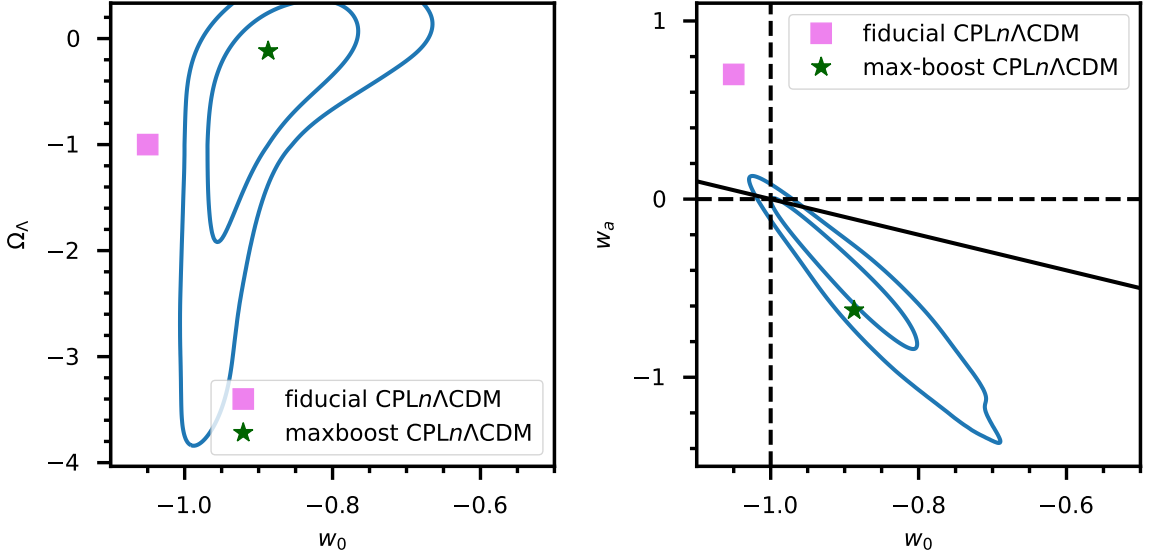 0
−1
−2
−3
−4
Ω_Λ
fiducial CPLnΛCDM
maxboost CPLnΛCDM
−1.0
−0.8
−0.6
w_0
1
0
−1
w_a
fiducial CPLnΛCDM
max-boost CPLnΛCDM
−1.0
−0.8
−0.6
w_0